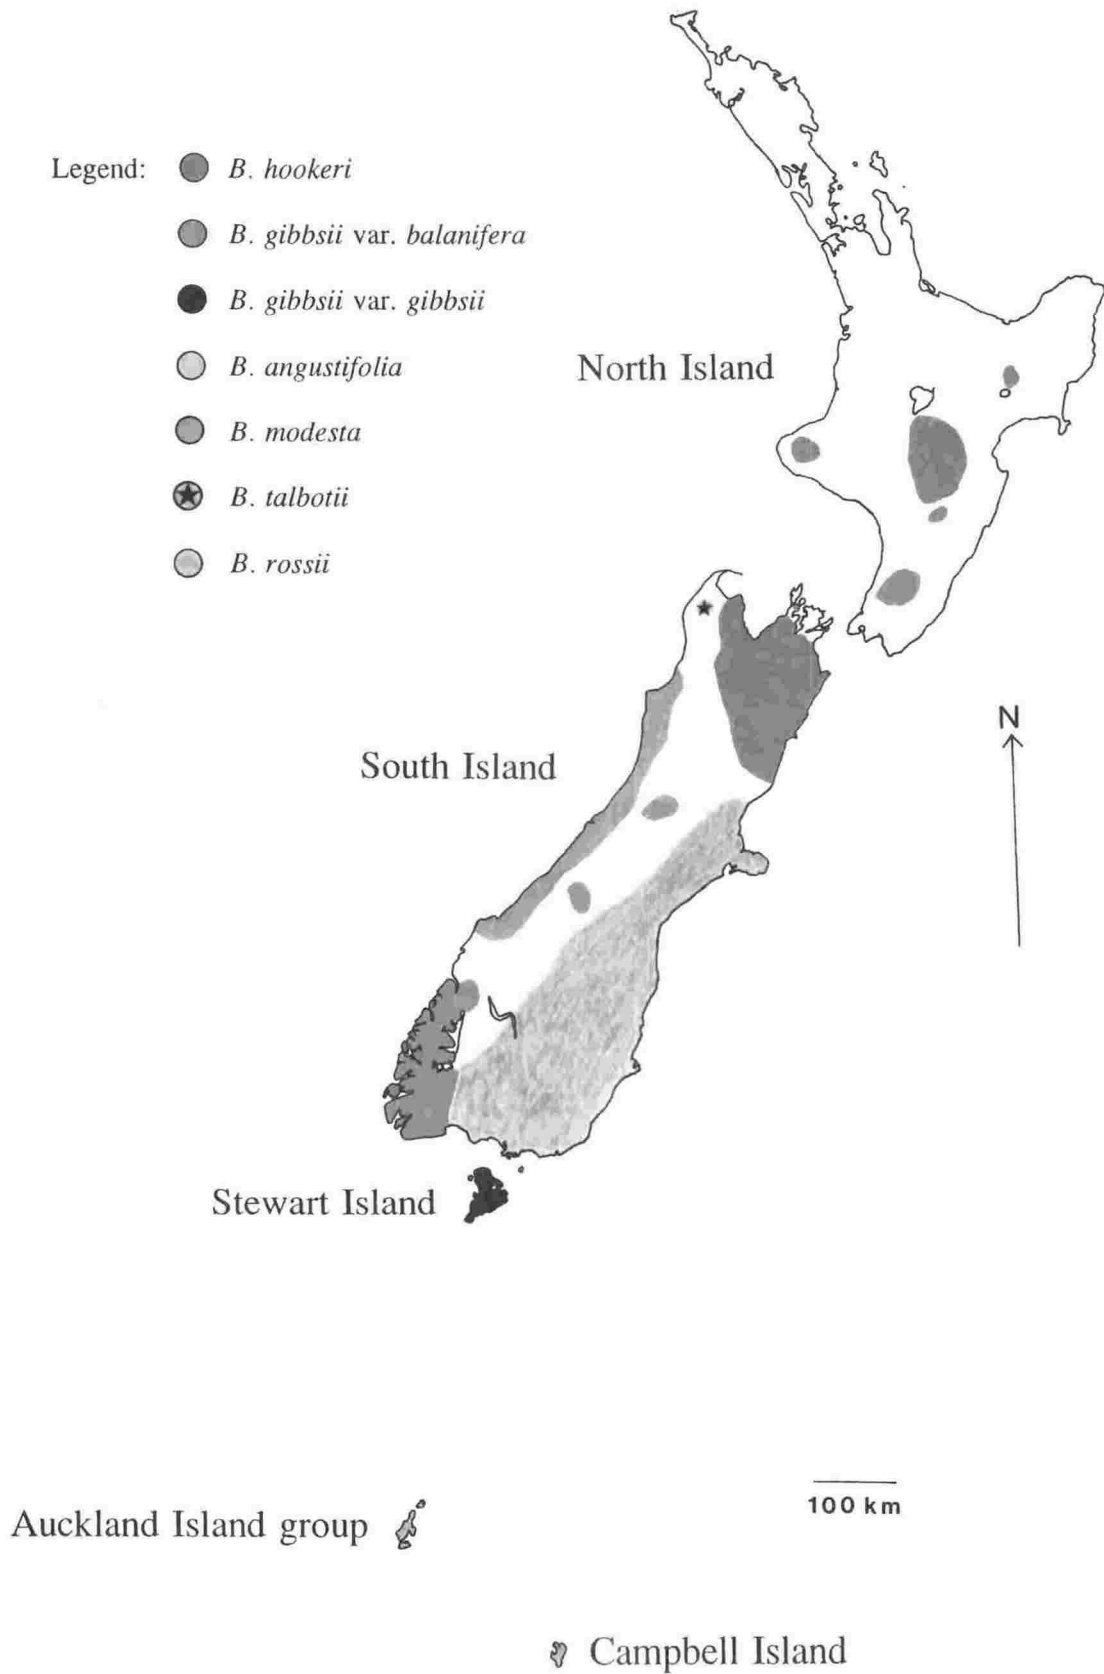 Legend: B. hookeri
B. gibbsii var. balanifera
B. gibbsii var. gibbsii
B. angustifolia
B. modesta
B. talbotii
B. rossii
North Island
South Island
N
Stewart Island
100 km
Auckland Island group
Campbell Island